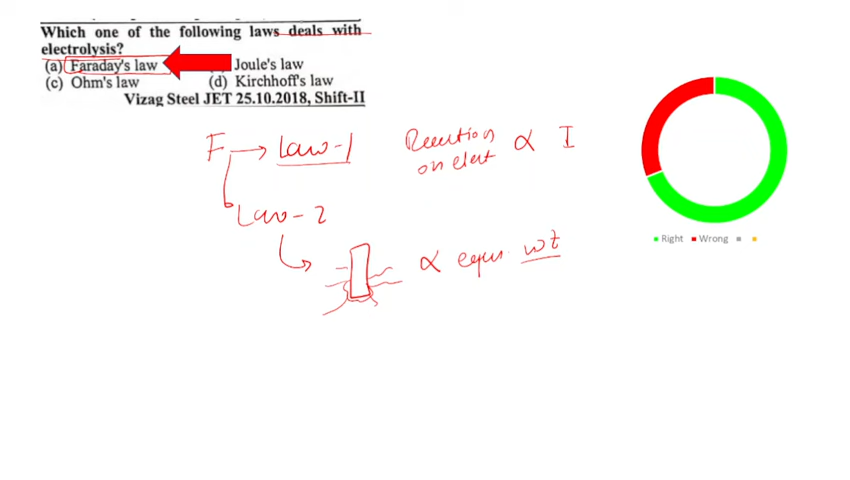 Which one of the following laws deals with
electrolysis?
(a) Faraday's law
Joule's law
(c) Ohm's law (d) Kirchhoff's law
Vizag Steel JET 25.10.2018, Shift-II
F → Law-1
Reaction
on elect ∝ I
Law-2
∝ equi. wt
Right Wrong